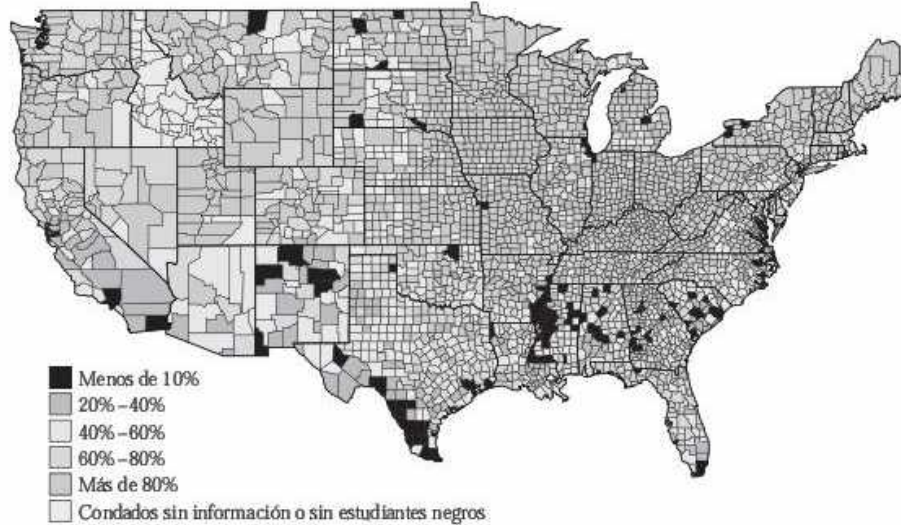 Menos de 10%
20%–40%
40%–60%
60%–80%
Más de 80%
Condados sin información o sin estudiantes negros